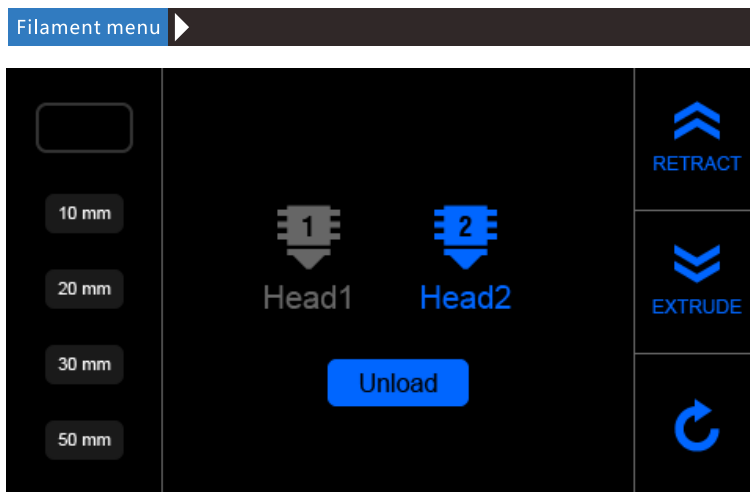 Filament menu
10 mm
20 mm
30 mm
50 mm
1
2
Head1
Head2
Unload
RETRACT
EXTRUDE